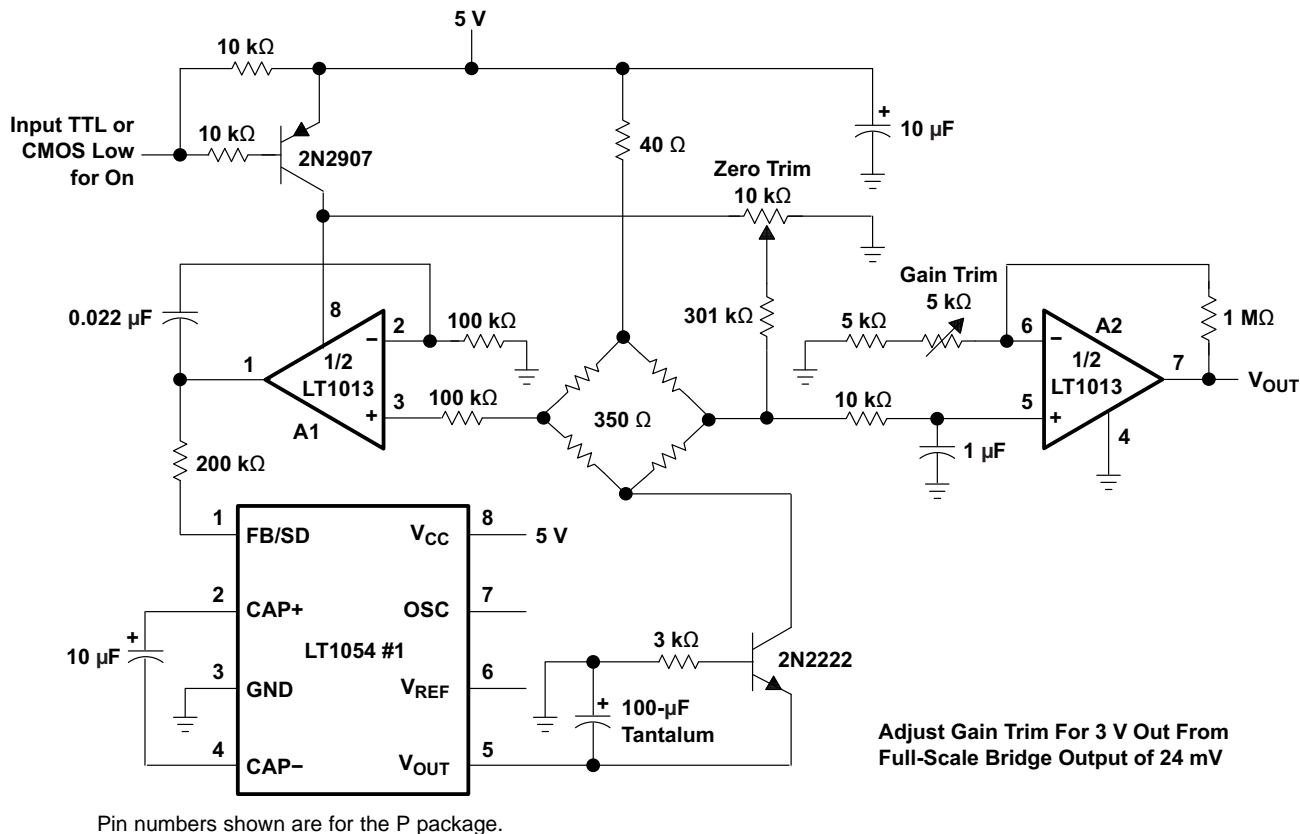 5 V
10 kΩ
Input TTL or
CMOS Low
for On
10 kΩ
2N2907
40 Ω
+
10 µF
Zero Trim
10 kΩ
Gain Trim
5 kΩ
0.022 µF
8
2
−
100 kΩ
301 kΩ
5 kΩ
6
−
A2
1 MΩ
1
1/2
LT1013
1/2
LT1013
7
VOUT
100 kΩ
3
+
A1
350 Ω
10 kΩ
5
+
4
1 µF
200 kΩ
1
FB/SD
VCC
8
5 V
2
CAP+
OSC
7
+
10 µF
LT1054 #1
3 kΩ
2N2222
3
GND
VREF
6
+
100-µF
Tantalum
4
CAP−
VOUT
5
Adjust Gain Trim For 3 V Out From
Full-Scale Bridge Output of 24 mV
Pin numbers shown are for the P package.